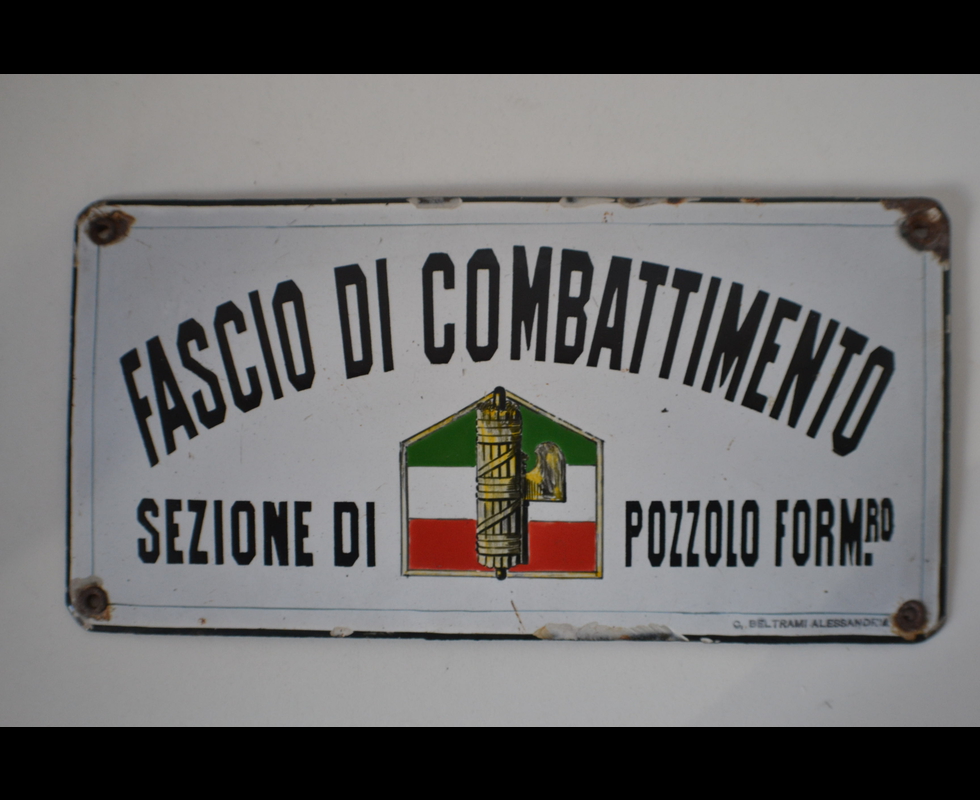 FASCIO DI COMBATTIMENTO
SEZIONE DI POZZOLO FORM.RO
O. BELTRAMI ALESSANDRIA